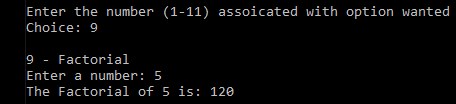 Enter the number (1-11) assoicated with option wanted
Choice: 9
9 - Factorial
Enter a number: 5
The Factorial of 5 is: 120